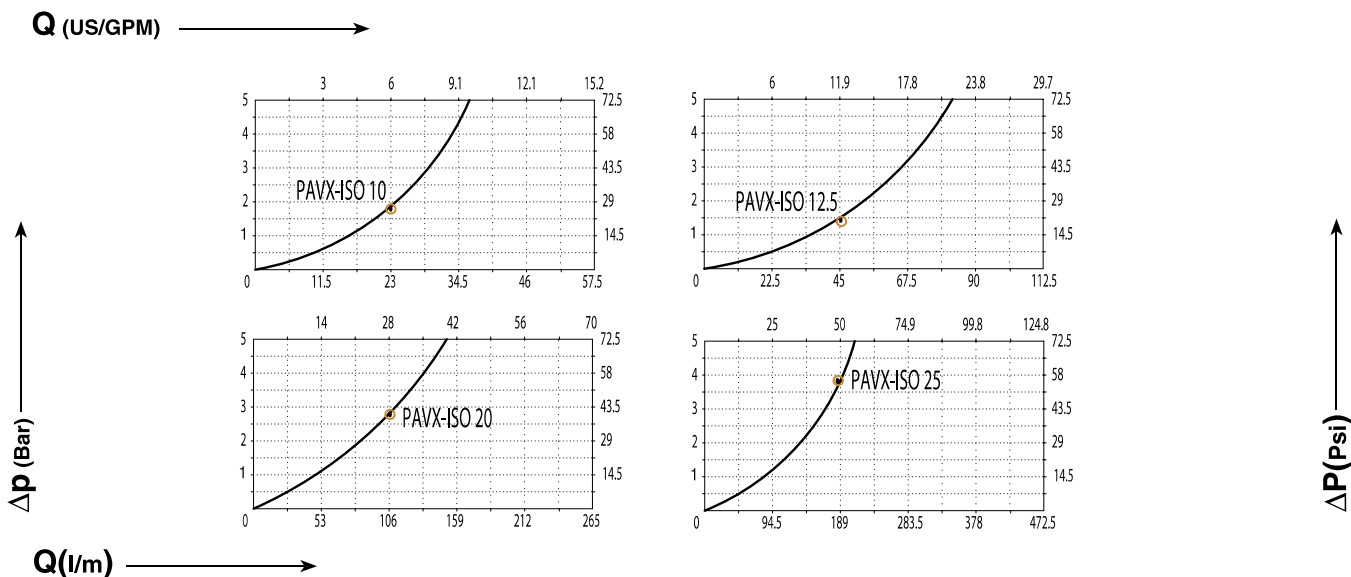 Q (US/GPM)
3 6 9.1 12.1 15.2
5 72.5
4 58
3 43.5
PAVX-ISO 10
2 29
1 14.5
0 11.5 23 34.5 46 57.5
6 11.9 17.8 23.8 29.7
5 72.5
4 58
3 43.5
PAVX-ISO 12.5
2 29
1 14.5
0 22.5 45 67.5 90 112.5
14 28 42 56 70
5 72.5
4 58
3 43.5
PAVX-ISO 20
2 29
1 14.5
0 53 106 159 212 265
25 50 74.9 99.8 124.8
5 72.5
4 58
PAVX-ISO 25
3 43.5
2 29
1 14.5
0 94.5 189 283.5 378 472.5
Δp (Bar)
ΔP(Psi)
Q(l/m)